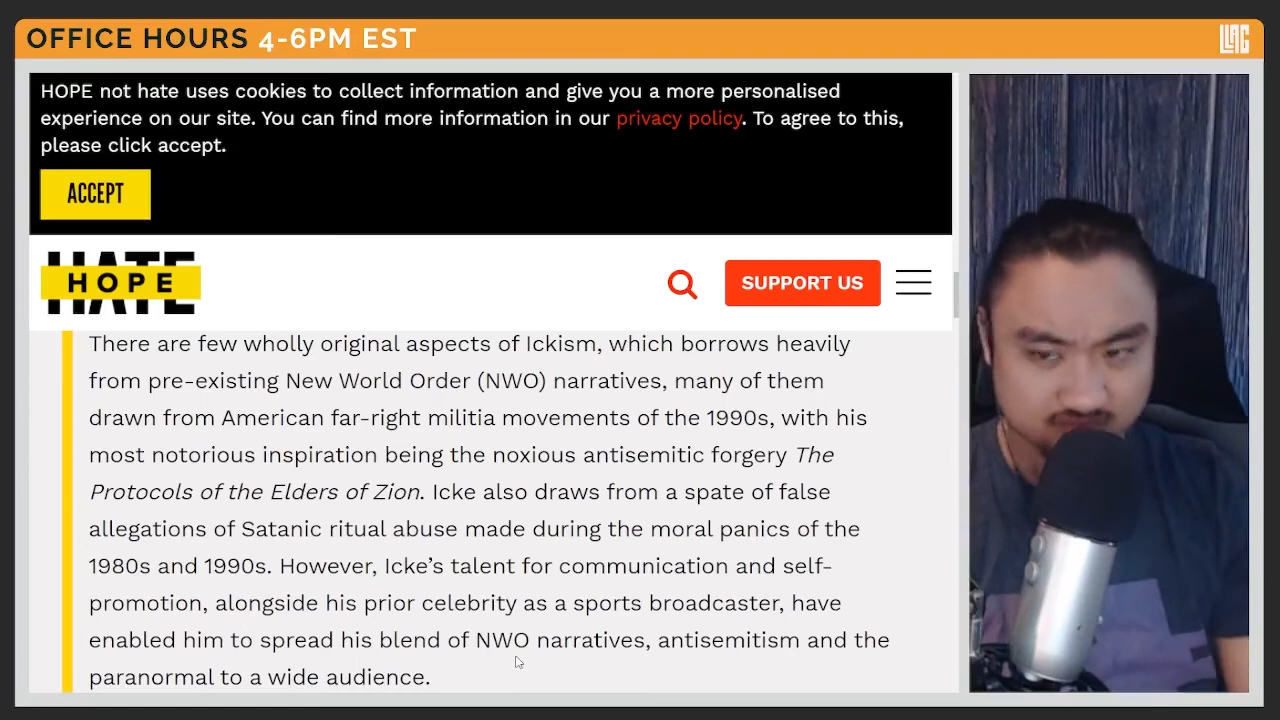 OFFICE HOURS 4-6PM EST
LLAG
HOPE not hate uses cookies to collect information and give you a more personalised
experience on our site. You can find more information in our privacy policy. To agree to this,
please click accept.
ACCEPT
HATE
HOPE
SUPPORT US
There are few wholly original aspects of Ickism, which borrows heavily
from pre-existing New World Order (NWO) narratives, many of them
drawn from American far-right militia movements of the 1990s, with his
most notorious inspiration being the noxious antisemitic forgery The
Protocols of the Elders of Zion. Icke also draws from a spate of false
allegations of Satanic ritual abuse made during the moral panics of the
1980s and 1990s. However, Icke’s talent for communication and self-
promotion, alongside his prior celebrity as a sports broadcaster, have
enabled him to spread his blend of NWO narratives, antisemitism and the
paranormal to a wide audience.